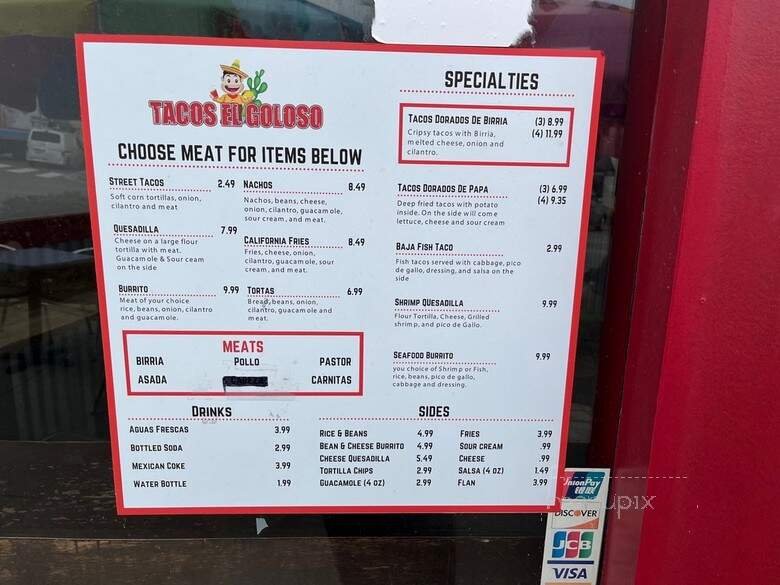 TACOS EL GOLOSO
CHOOSE MEAT FOR ITEMS BELOW
STREET TACOS 2.49
Soft corn tortillas, onion,
cilantro and meat
QUESADILLA 7.99
Cheese on a large flour
tortilla with meat.
Guacamole & Sour cream
on the side
BURRITO 9.99
Meat of your choice
rice, beans, onion, cilantro
and guacamole.
NACHOS 8.49
Nachos, beans, cheese,
onion, cilantro, guacamole,
sour cream, and meat.
CALIFORNIA FRIES 8.49
Fries, cheese, onion,
cilantro, guacamole, sour
cream, and meat.
TORTAS 6.99
Bread, beans, onion,
cilantro, guacamole and
meat.
MEATS
BIRRIA POLLO PASTOR
ASADA CABEZA CARNITAS
SPECIALTIES
TACOS DORADOS DE BIRRIA (3) 8.99
(4) 11.99
Cripsy tacos with Birria,
melted cheese, onion and
cilantro.
TACOS DORADOS DE PAPA (3) 6.99
(4) 9.35
Deep fried tacos with potato
inside. On the side will come
lettuce, cheese and sour cream
BAJA FISH TACO 2.99
Fish tacos served with cabbage, pico
de gallo, dressing, and salsa on the
side
SHRIMP QUESADILLA 9.99
Flour Tortilla, Cheese, Grilled
shrimp, and pico de Gallo.
SEAFOOD BURRITO 9.99
you choice of Shrimp or Fish,
rice, beans, pico de gallo,
cabbage and dressing.
DRINKS
AGUAS FRESCAS 3.99
BOTTLED SODA 2.99
MEXICAN COKE 3.99
WATER BOTTLE 1.99
SIDES
RICE & BEANS 4.99
BEAN & CHEESE BURRITO 4.99
CHEESE QUESADILLA 5.49
TORTILLA CHIPS 2.99
GUACAMOLE (4 OZ) 2.99
FRIES 3.99
SOUR CREAM .99
CHEESE .99
SALSA (4 OZ) 1.49
FLAN 3.99
UnionPay
银联
menupix
DISCOVER
JCB
VISA